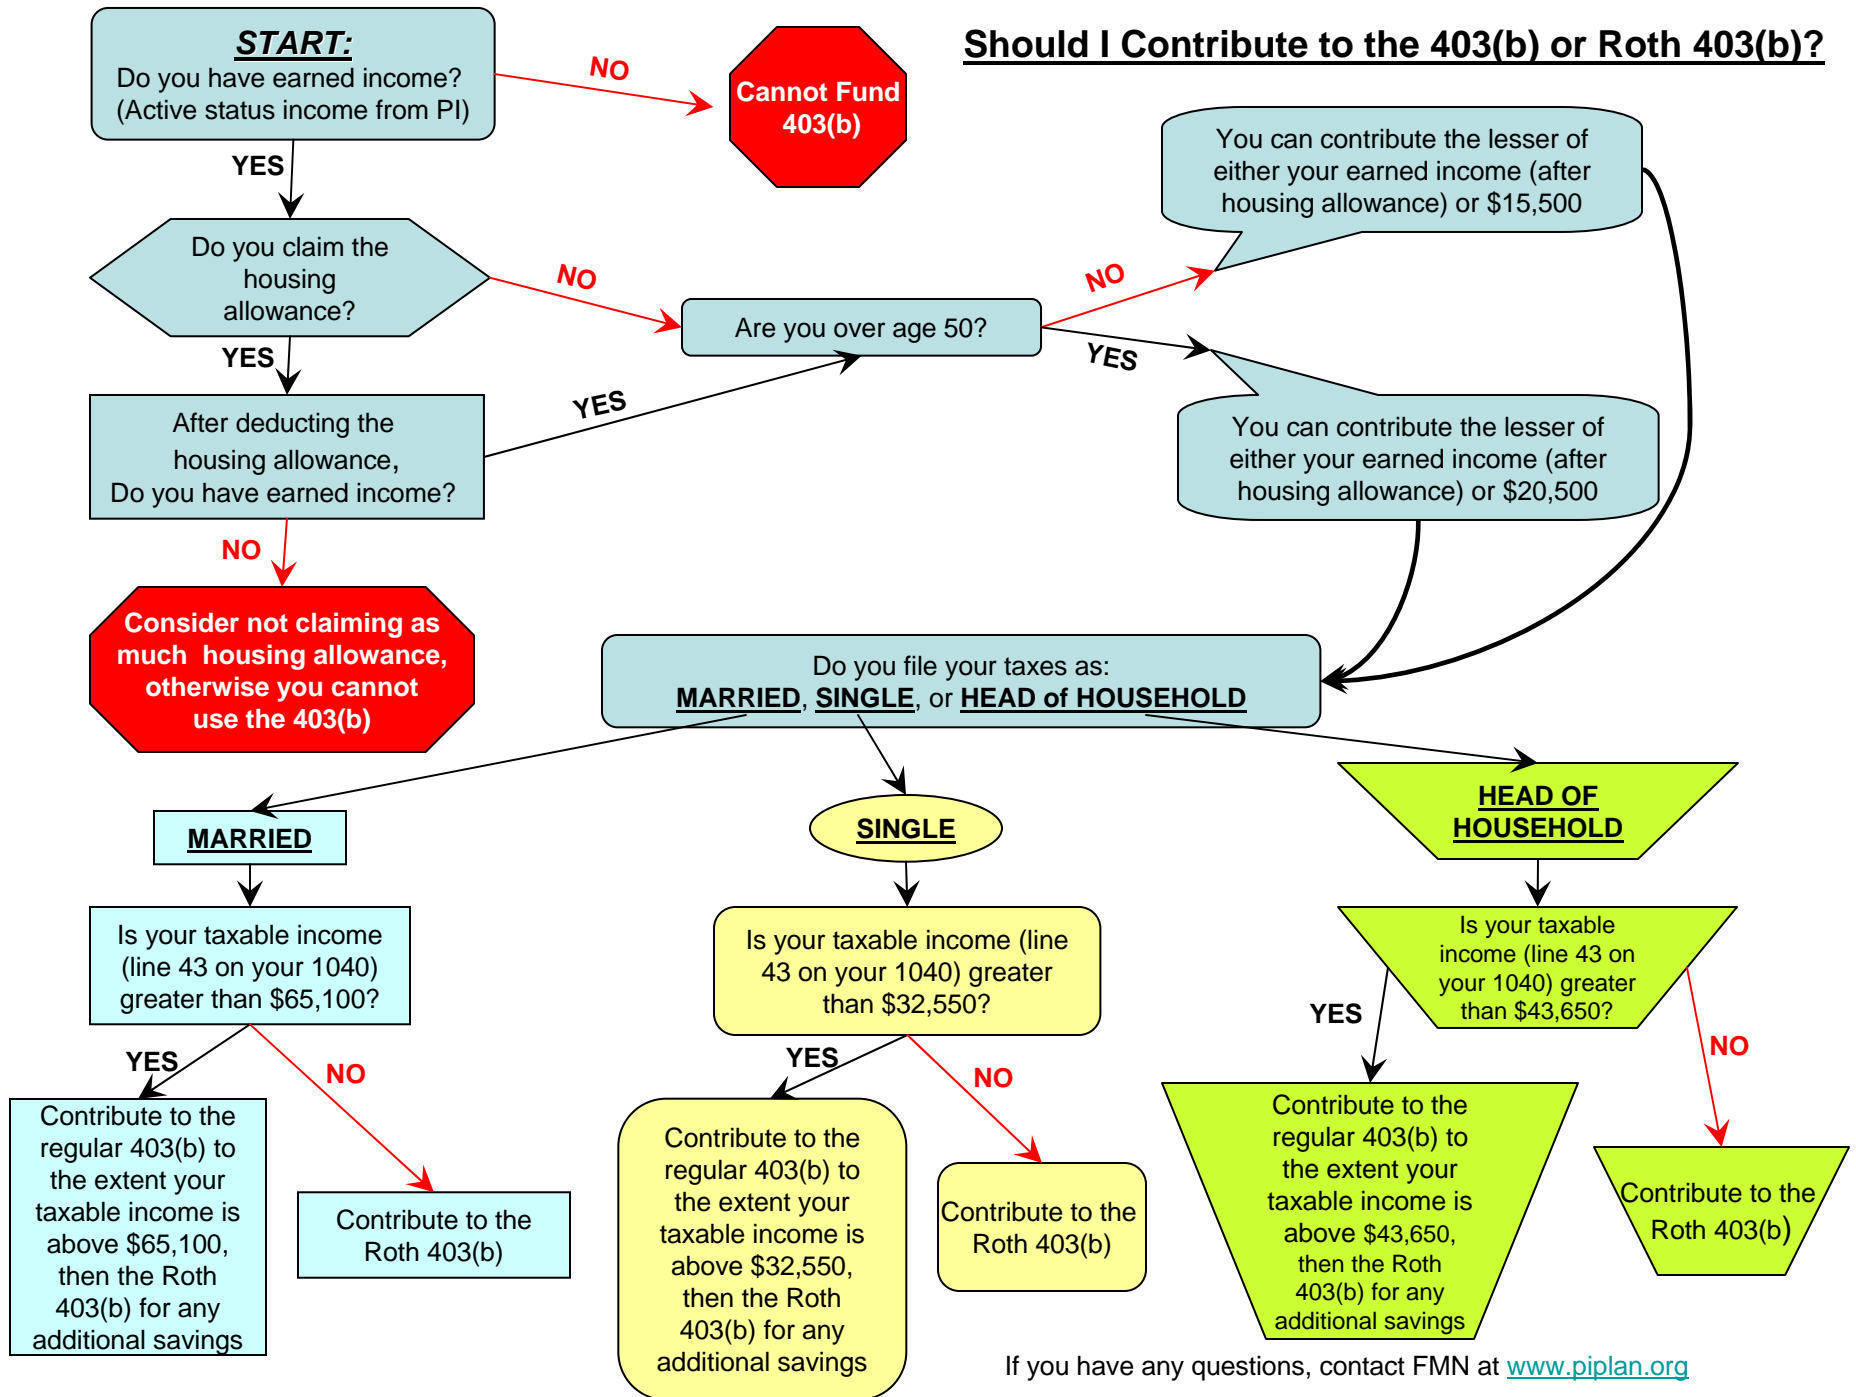 Should I Contribute to the 403(b) or Roth 403(b)?
START:
Do you have earned income?
(Active status income from PI)
NO
Cannot Fund
403(b)
YES
Do you claim the
housing
allowance?
NO
YES
After deducting the
housing allowance,
Do you have earned income?
YES
NO
Consider not claiming as
much housing allowance,
otherwise you cannot
use the 403(b)
Are you over age 50?
NO
You can contribute the lesser of
either your earned income (after
housing allowance) or $15,500
YES
You can contribute the lesser of
either your earned income (after
housing allowance) or $20,500
Do you file your taxes as:
MARRIED, SINGLE, or HEAD of HOUSEHOLD
MARRIED
Is your taxable income
(line 43 on your 1040)
greater than $65,100?
YES
NO
Contribute to the
regular 403(b) to
the extent your
taxable income is
above $65,100,
then the Roth
403(b) for any
additional savings
Contribute to the
Roth 403(b)
SINGLE
Is your taxable income (line
43 on your 1040) greater
than $32,550?
YES
NO
Contribute to the
regular 403(b) to
the extent your
taxable income is
above $32,550,
then the Roth
403(b) for any
additional savings
Contribute to the
Roth 403(b)
HEAD OF
HOUSEHOLD
Is your taxable
income (line 43 on
your 1040) greater
than $43,650?
YES
NO
Contribute to the
regular 403(b) to
the extent your
taxable income is
above $43,650,
then the Roth
403(b) for any
additional savings
Contribute to the
Roth 403(b)
If you have any questions, contact FMN at www.piplan.org